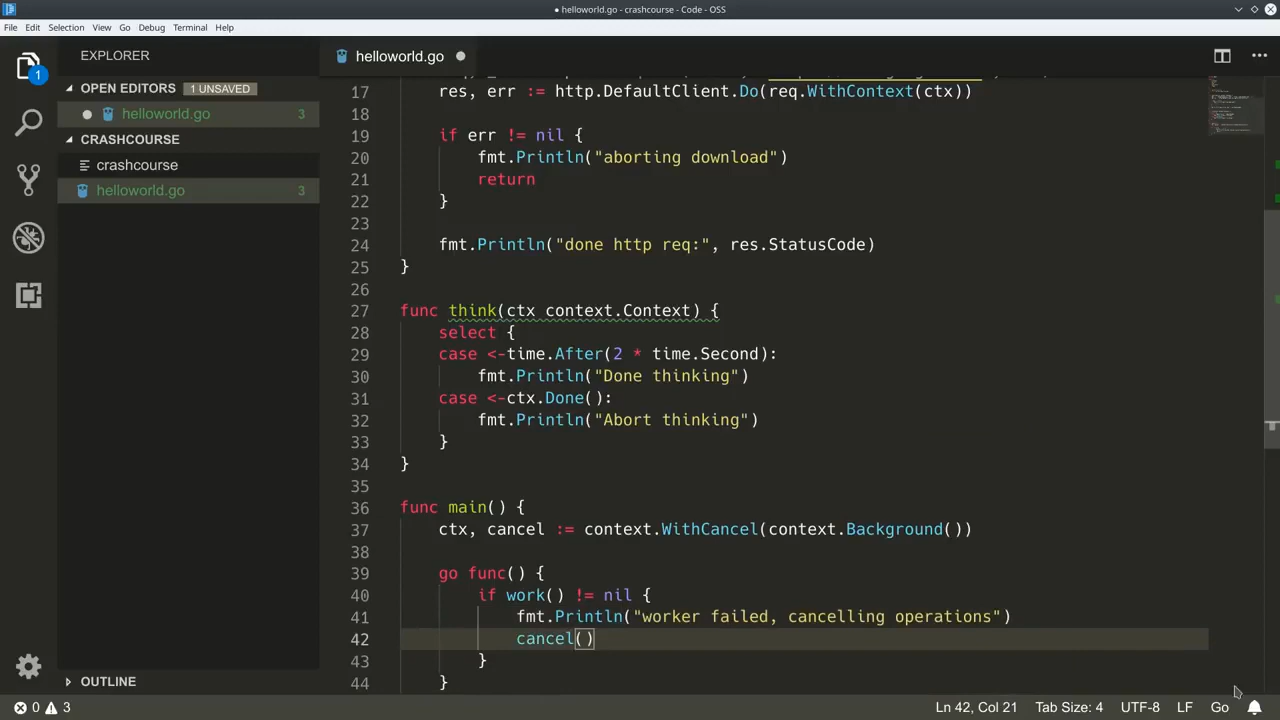 helloworld.go - crashcourse - Code - OSS
File Edit Selection View Go Debug Terminal Help
EXPLORER
OPEN EDITORS 1 UNSAVED
helloworld.go 3
CRASHCOURSE
crashcourse
helloworld.go 3
OUTLINE
1
helloworld.go
17 res, err := http.DefaultClient.Do(req.WithContext(ctx))
18
19 if err != nil {
20 fmt.Println("aborting download")
21 return
22 }
23
24 fmt.Println("done http req:", res.StatusCode)
25 }
26
27 func think(ctx context.Context) {
28 select {
29 case <-time.After(2 * time.Second):
30 fmt.Println("Done thinking")
31 case <-ctx.Done():
32 fmt.Println("Abort thinking")
33 }
34 }
35
36 func main() {
37 ctx, cancel := context.WithCancel(context.Background())
38
39 go func() {
40 if work() != nil {
41 fmt.Println("worker failed, cancelling operations")
42 cancel()
43 }
44 }
0 3 Ln 42, Col 21 Tab Size: 4 UTF-8 LF Go